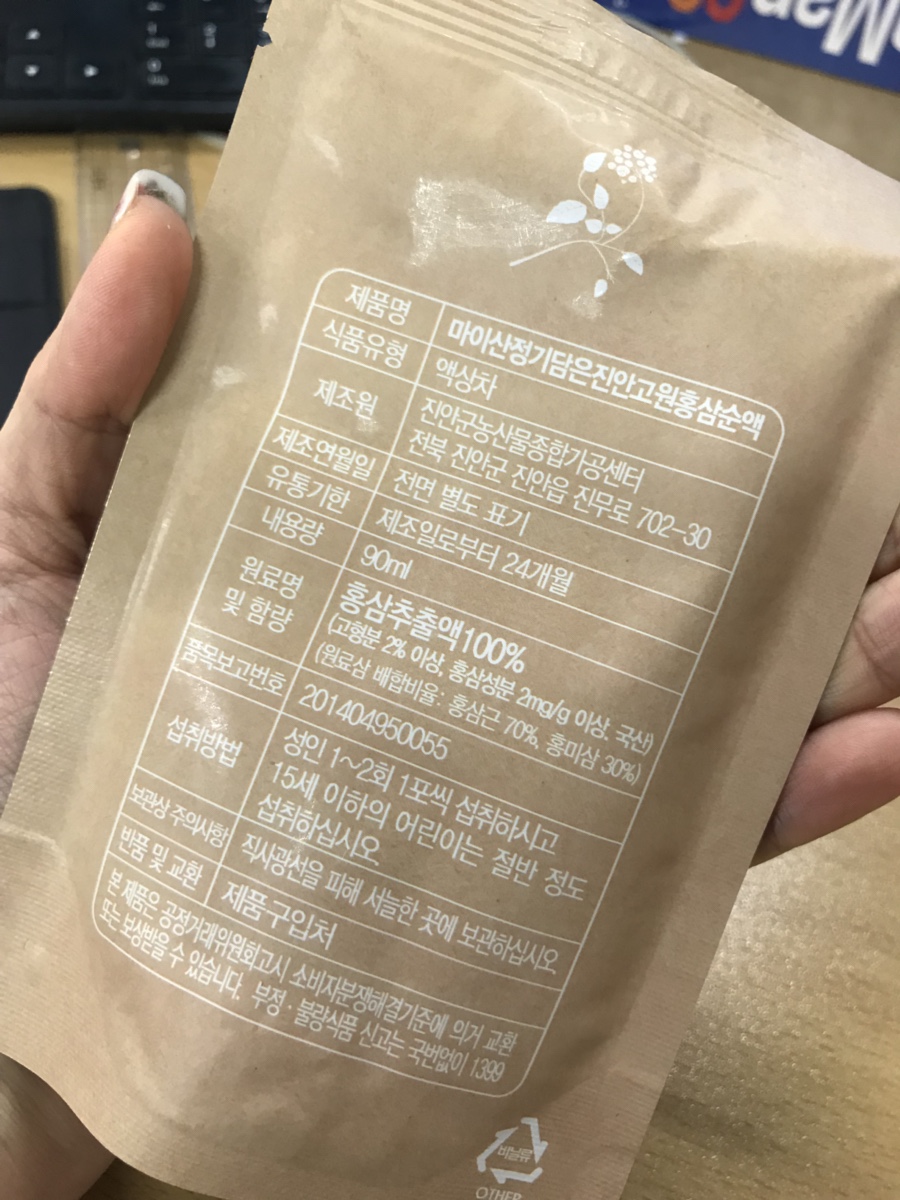 제품명 마이산정기담은진안고원홍삼순액
식품유형 액상차
제조원 진안군농산물종합가공센터
전북 진안군 진안읍 진무로 702-30
제조연월일 전면 별도 표기
유통기한 제조일로부터 24개월
내용량 90ml
원료명 및 함량 홍삼추출액100%
(고형분 2% 이상, 홍삼성분 2mg/g 이상, 국산)
(원료삼 배합비율: 홍삼근 70%, 홍미삼 30%)
품목보고번호 201404950055
섭취방법 성인 1~2회 1포씩 섭취하시고
15세 이하의 어린이는 절반 정도
섭취하십시오
보관상 주의사항 직사광선을 피해 서늘한 곳에 보관하십시오
반품 및 교환 제품구입처
본 제품은 공정거래위원회고시 소비자분쟁해결기준에 의거 교환
또는 보상받을 수 있습니다. 부정·불량식품 신고는 국번없이 1399
비닐류
OTHER